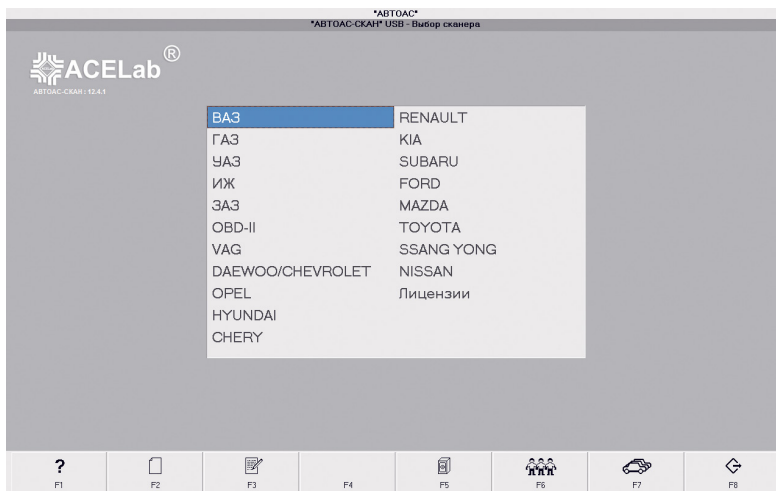 "АВТОАС"
"АВТОАС-СКАН" USB - Выбор сканера
ACELab®
АВТОАС-СКАН : 12.4.1
ВАЗ
ГАЗ
УАЗ
ИЖ
ЗАЗ
OBD-II
VAG
DAEWOO/CHEVROLET
OPEL
HYUNDAI
CHERY
RENAULT
KIA
SUBARU
FORD
MAZDA
TOYOTA
SSANG YONG
NISSAN
Лицензии
?
F1
F2
F3
F4
F5
F6
F7
F8